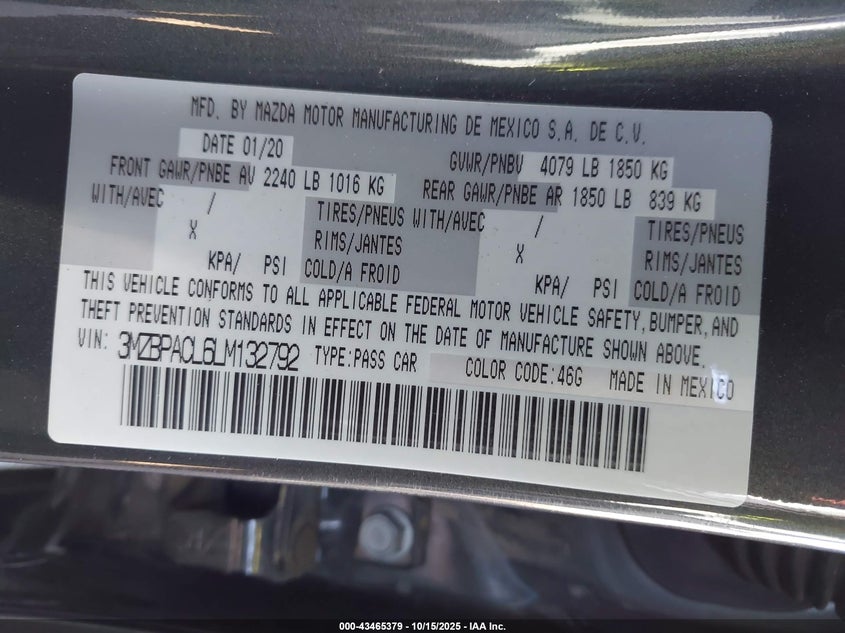 MFD. BY MAZDA MOTOR MANUFACTURING DE MEXICO S.A. DE C.V.
DATE 01/20 GVWR/PNBV 4079 LB 1850 KG
FRONT GAWR/PNBE AV 2240 LB 1016 KG REAR GAWR/PNBE AR 1850 LB 839 KG
WITH/AVEC / TIRES/PNEUS WITH/AVEC / TIRES/PNEUS
X RIMS/JANTES X RIMS/JANTES
KPA/ PSI COLD/A FROID KPA/ PSI COLD/A FROID
THIS VEHICLE CONFORMS TO ALL APPLICABLE FEDERAL MOTOR VEHICLE SAFETY, BUMPER, AND
THEFT PREVENTION STANDARDS IN EFFECT ON THE DATE OF MANUFACTURE SHOWN ABOVE.
VIN: 3MZBPACL6LM132792 TYPE:PASS CAR COLOR CODE:46G MADE IN MEXICO
000-43465379 - 10/15/2025 - IAA Inc.